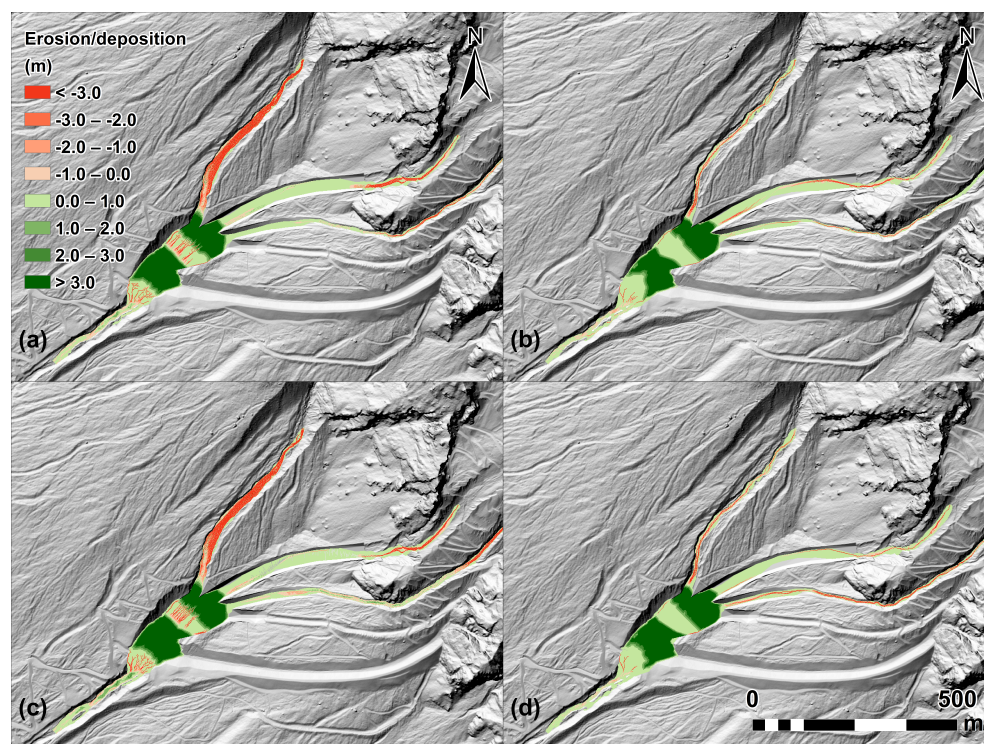 Erosion/deposition
(m)
< -3.0
-3.0 – -2.0
-2.0 – -1.0
-1.0 – 0.0
0.0 – 1.0
1.0 – 2.0
2.0 – 3.0
> 3.0
N
(a)
N
(b)
(c)
(d)
0 500
m